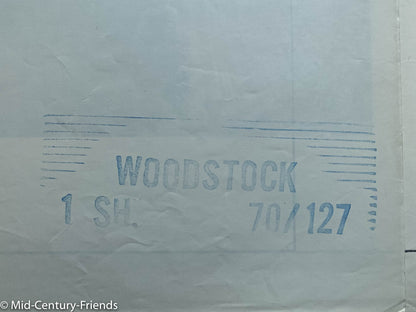 WOODSTOCK
1 SH. 70/127
© Mid-Century-Friends